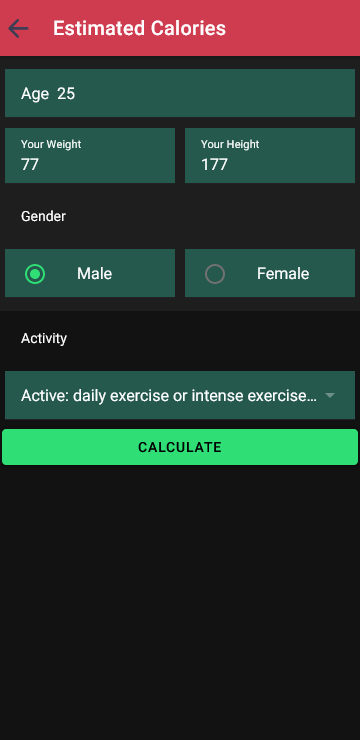 Estimated Calories
Age 25
Your Weight
77
Your Height
177
Gender
Male
Female
Activity
Active: daily exercise or intense exercise...
CALCULATE